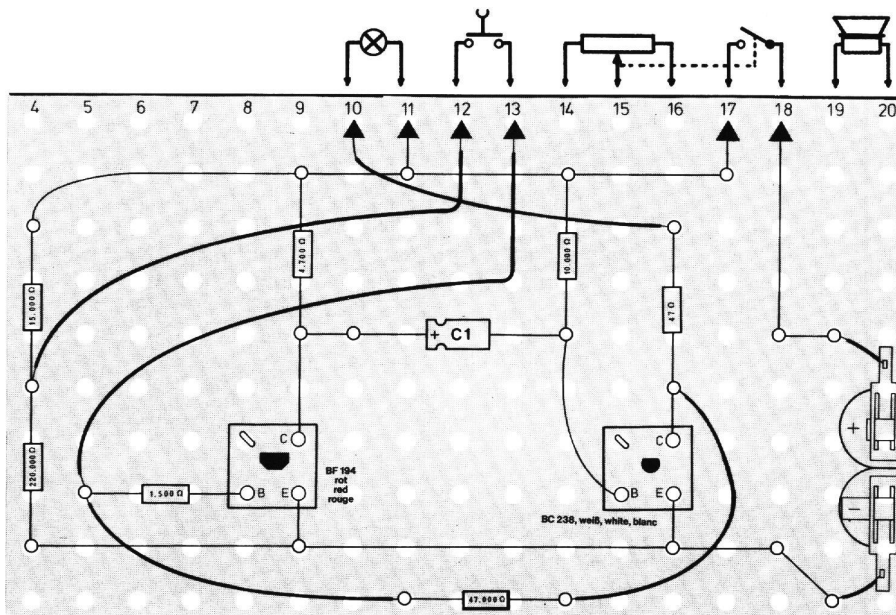 4 5 6 7 8 9 10 11 12 13 14 15 16 17 18 19 20
4.700 Ω
10.000 Ω
15.000 Ω
47 Ω
+ C1
C
C
+
220.000 Ω
BF 194
rot
red
rouge
1.500 Ω
B E
B E
−
BC 238, weiß, white, blanc
47.000 Ω